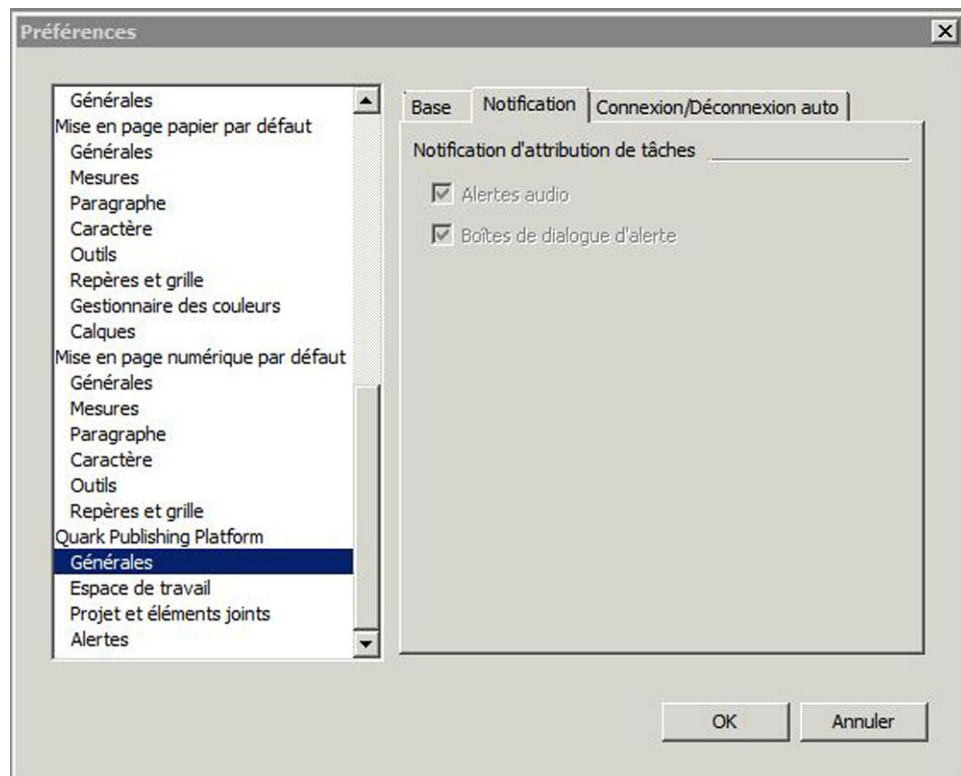 Préférences
Générales
Mise en page papier par défaut
Générales
Mesures
Paragraphe
Caractère
Outils
Repères et grille
Gestionnaire des couleurs
Calques
Mise en page numérique par défaut
Générales
Mesures
Paragraphe
Caractère
Outils
Repères et grille
Quark Publishing Platform
Générales
Espace de travail
Projet et éléments joints
Alertes
Base
Notification
Connexion/Déconnexion auto
Notification d'attribution de tâches
Alertes audio
Boîtes de dialogue d'alerte
OK
Annuler